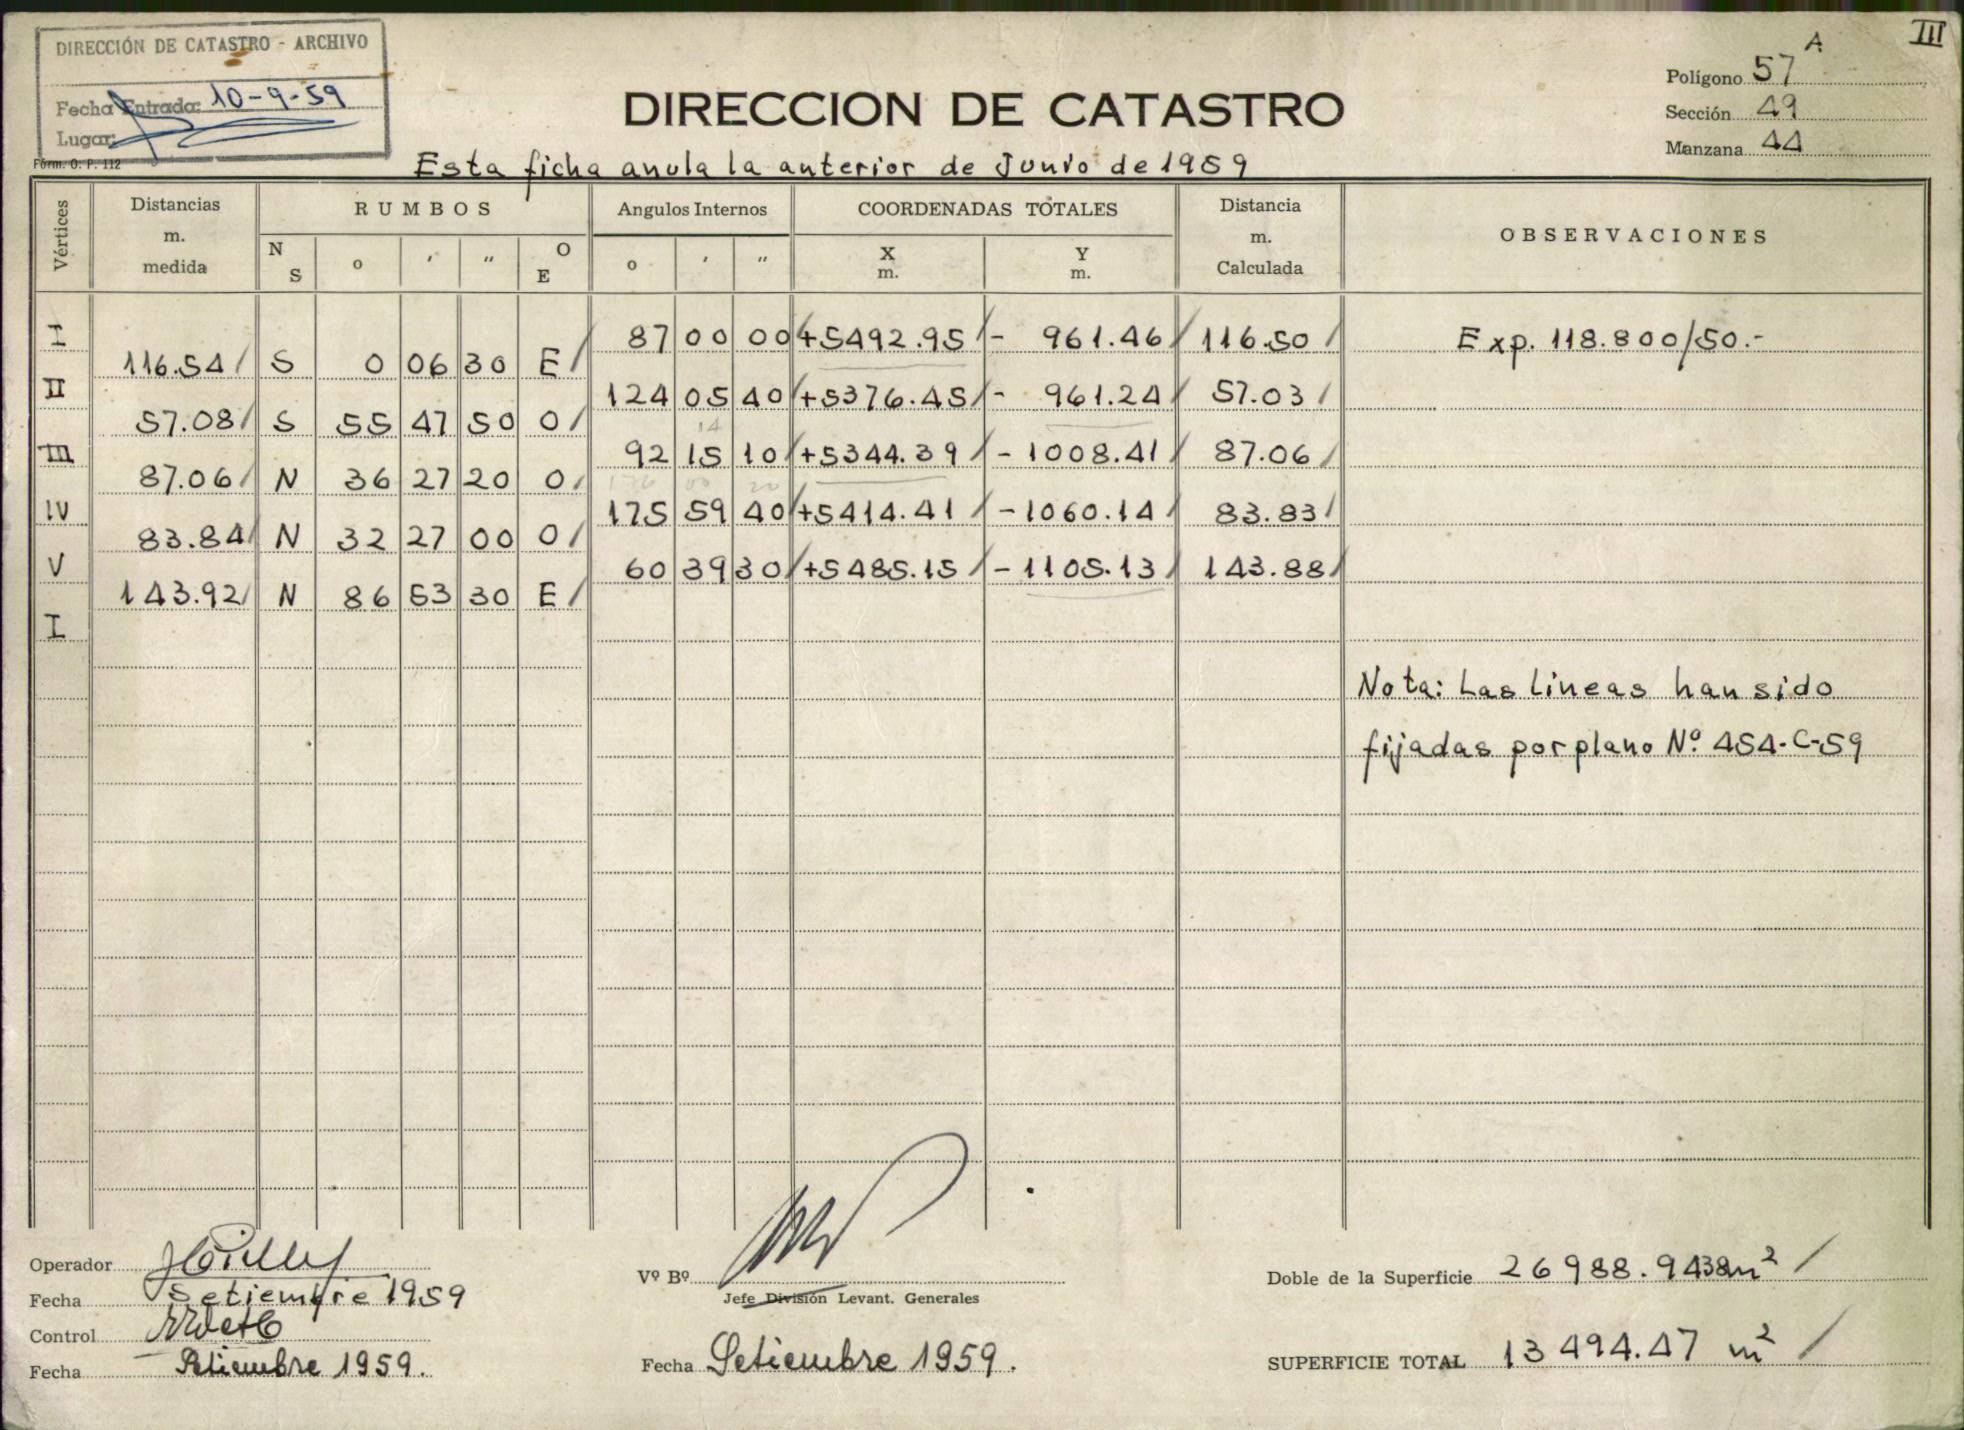 III
DIRECCIÓN DE CATASTRO - ARCHIVO
Fecha Entrada: 10-9-59
Lugar:
Form. O. P. 112
DIRECCION DE CATASTRO
Polígono 57 A
Sección 49
Manzana 44
Esta ficha anula la anterior de Junio de 1959
Vértices Distancias m. medida RUMBOS Angulos Internos COORDENADAS TOTALES Distancia m. Calculada OBSERVACIONES
N S o ' " O E o ' " X m. Y m.
I 87 00 00 +5492.95 - 961.46 116.50 Exp. 118.800/50.-
116.54 S 0 06 30 E
II 124 05 40 +5376.45 - 961.24 57.03
57.08 S 55 47 50 O
14
III 92 15 10 +5344.39 - 1008.41 87.06
87.06 N 36 27 20 O
176 00 20
IV 175 59 40 +5414.41 - 1060.14 83.83
83.84 N 32 27 00 O
V 60 39 30 +5485.15 - 1105.13 143.88
143.92 N 86 53 30 E
I
Nota: Las lineas han sido
fijadas por plano Nº 454-C-59
Operador
Fecha Setiembre 1959
Control
Fecha Setiembre 1959.
Vº Bº
Jefe División Levant. Generales
Fecha Setiembre 1959.
Doble de la Superficie 26988.9438 m²
SUPERFICIE TOTAL 13494.47 m²